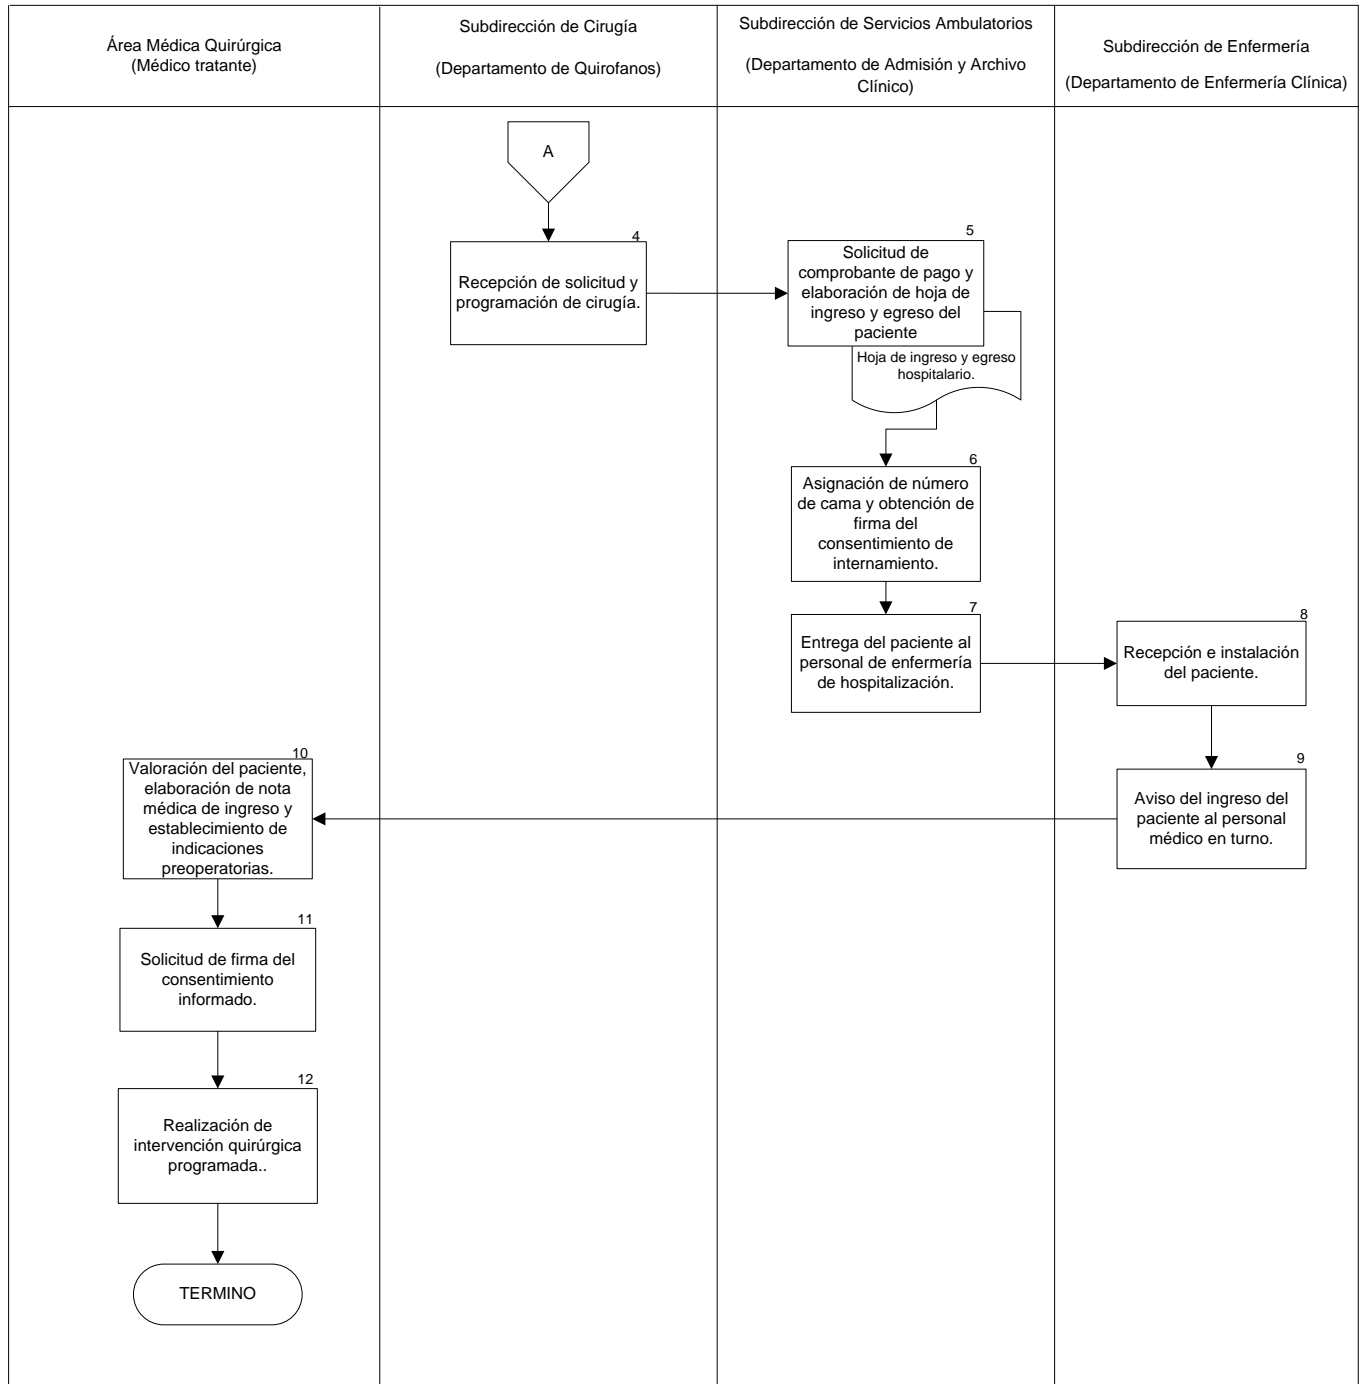 Área Médica Quirúrgica
(Médico tratante)
Subdirección de Cirugía
(Departamento de Quirofanos)
Subdirección de Servicios Ambulatorios
(Departamento de Admisión y Archivo
Clínico)
Subdirección de Enfermería
(Departamento de Enfermería Clínica)
A
4
Recepción de solicitud y
programación de cirugía.
5
Solicitud de
comprobante de pago y
elaboración de hoja de
ingreso y egreso del
paciente
Hoja de ingreso y egreso
hospitalario.
6
Asignación de número
de cama y obtención de
firma del
consentimiento de
internamiento.
7
Entrega del paciente al
personal de enfermería
de hospitalización.
8
Recepción e instalación
del paciente.
9
Aviso del ingreso del
paciente al personal
médico en turno.
10
Valoración del paciente,
elaboración de nota
médica de ingreso y
establecimiento de
indicaciones
preoperatorias.
11
Solicitud de firma del
consentimiento
informado.
12
Realización de
intervención quirúrgica
programada..
TERMINO